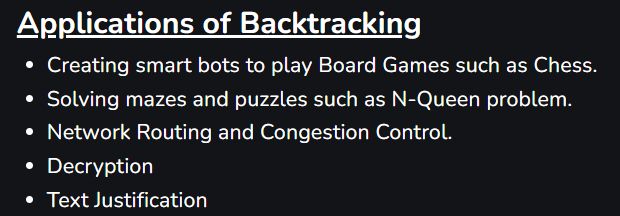 Applications of Backtracking
• Creating smart bots to play Board Games such as Chess.
• Solving mazes and puzzles such as N-Queen problem.
• Network Routing and Congestion Control.
• Decryption
• Text Justification